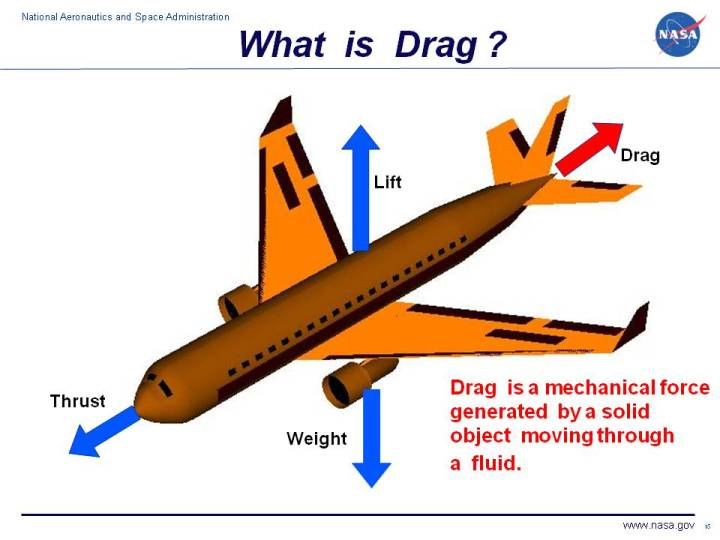 National Aeronautics and Space Administration
What is Drag ?
NASA
Drag
Lift
Thrust
Weight
Drag is a mechanical force
generated by a solid
object moving through
a fluid.
www.nasa.gov